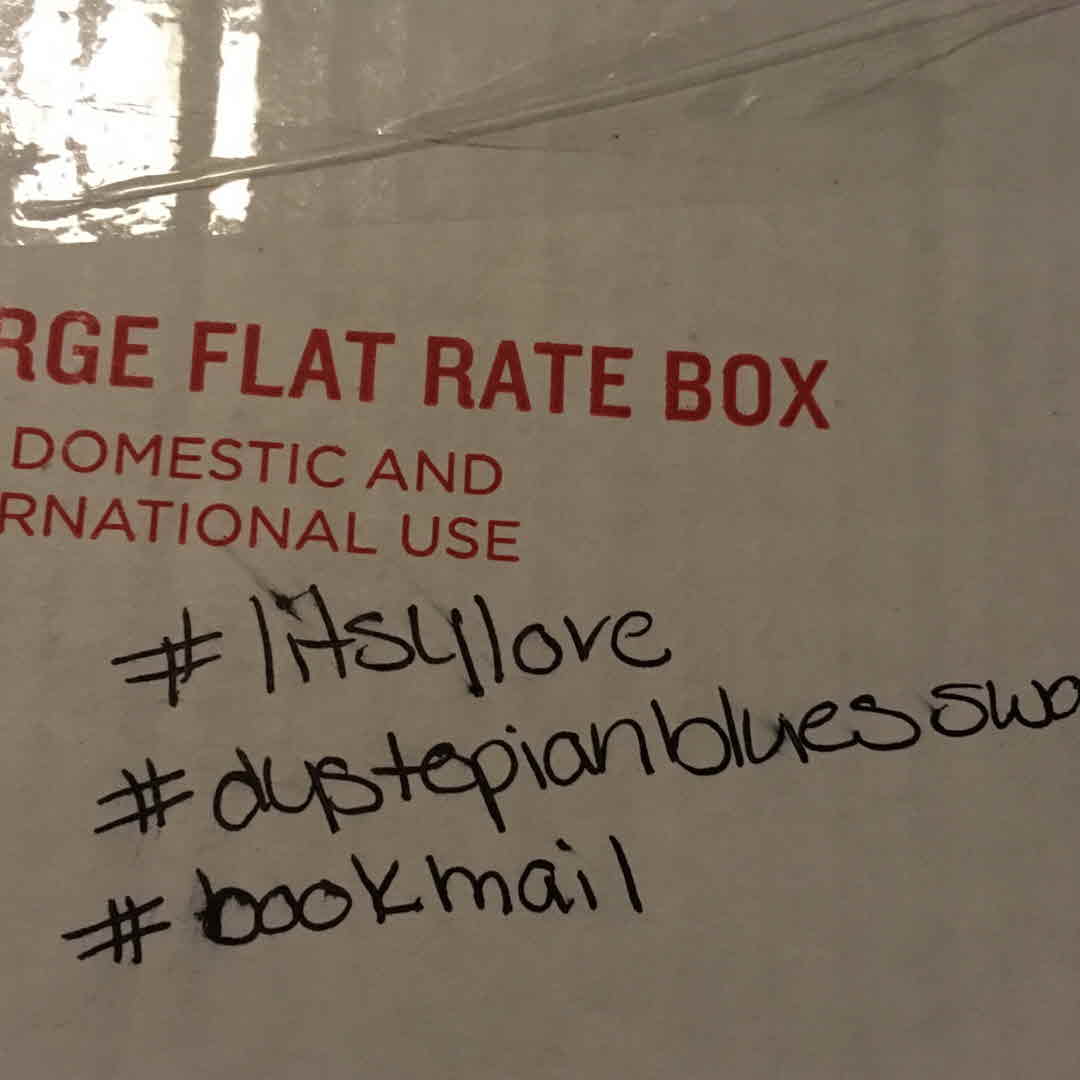 RGE FLAT RATE BOX
DOMESTIC AND
RNATIONAL USE
#litsylove
#dystopianbluesswa
#bookmail